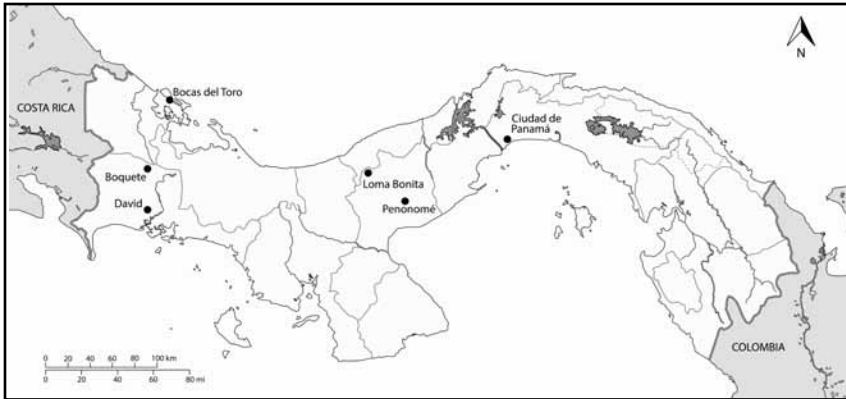 N
Bocas del Toro
COSTA RICA
Ciudad de
Panamá
Boquete
Loma Bonita
David
Penonomé
COLOMBIA
0 20 40 60 80 100 km
0 20 40 60 80 mi